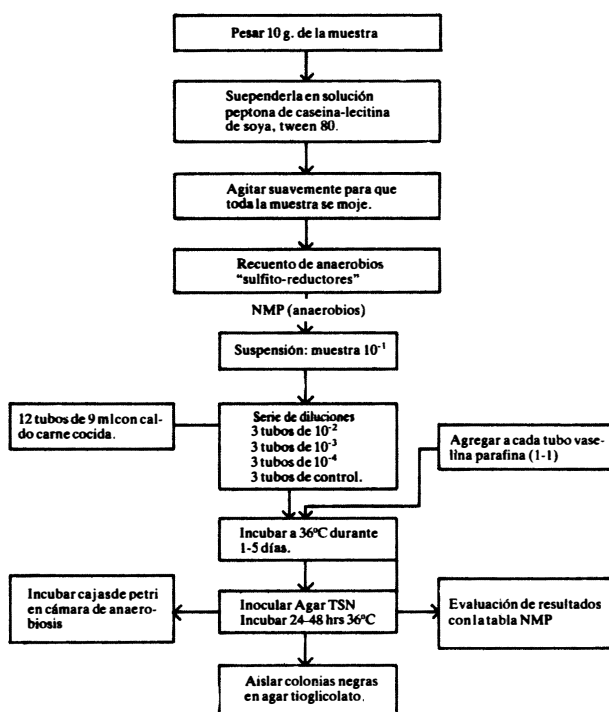 Pesar 10 g. de la muestra
Suependerla en solución
peptona de caseina-lecitina
de soya, tween 80.
Agitar suavemente para que
toda la muestra se moje.
Recuento de anaerobios
“sulfito-reductores”
NMP (anaerobios)
Suspensión: muestra 10⁻¹
12 tubos de 9 ml con cal-
do carne cocida.
Serie de diluciones
3 tubos de 10⁻²
3 tubos de 10⁻³
3 tubos de 10⁻⁴
3 tubos de control.
Agregar a cada tubo vase-
lina parafina (1-1)
Incubar a 36ºC durante
1-5 días.
Incubar cajas de petri
en cámara de anaero-
biosis
Inocular Agar TSN
Incubar 24-48 hrs 36ºC
Evaluación de resultados
con la tabla NMP
Aislar colonias negras
en agar tioglicolato.